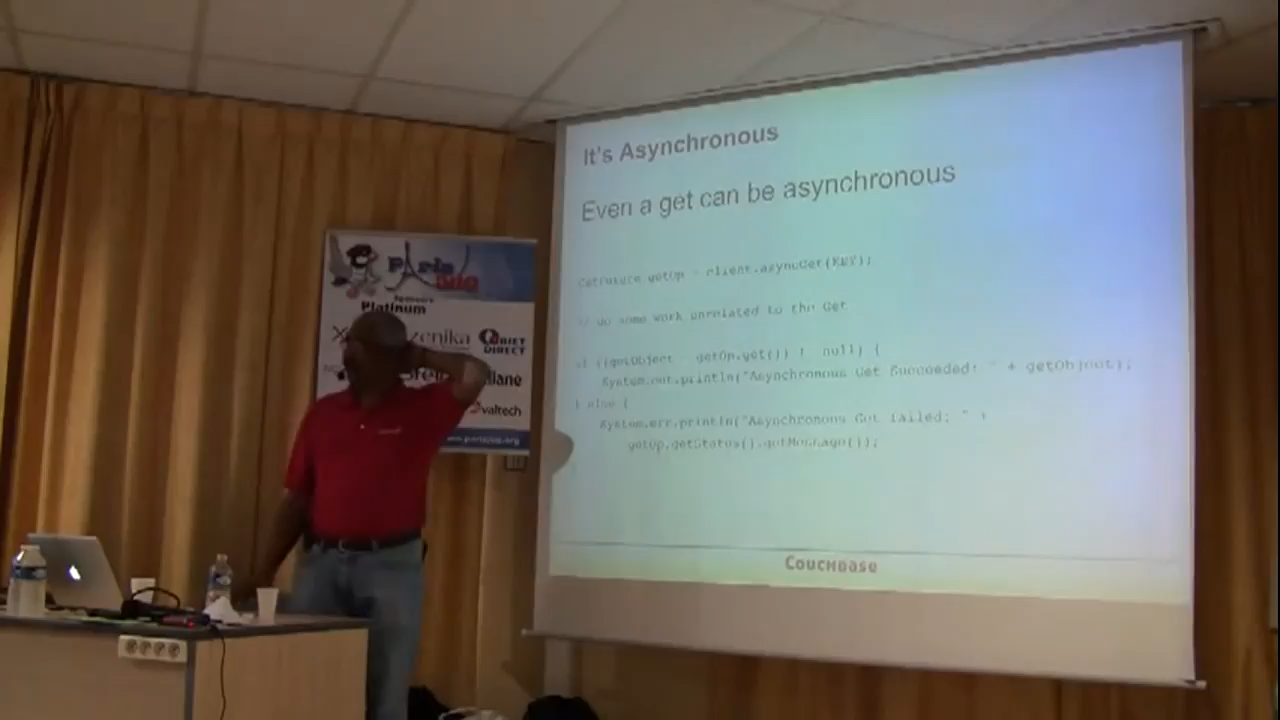 It's Asynchronous
Even a get can be asynchronous
GetFuture getOp = client.asyncGet(KEY);
// do some work unrelated to the Get
if ((getObject = getOp.get()) != null) {
System.out.println("Asynchronous Get Succeeded: " + getObject);
} else {
System.err.println("Asynchronous Get failed: " +
getOp.getStatus().getMessage());
COUCHBASE
Paris
Sponsors
Platinum
zenika
OBJET
DIRECT
valtech
www.parisjug.org